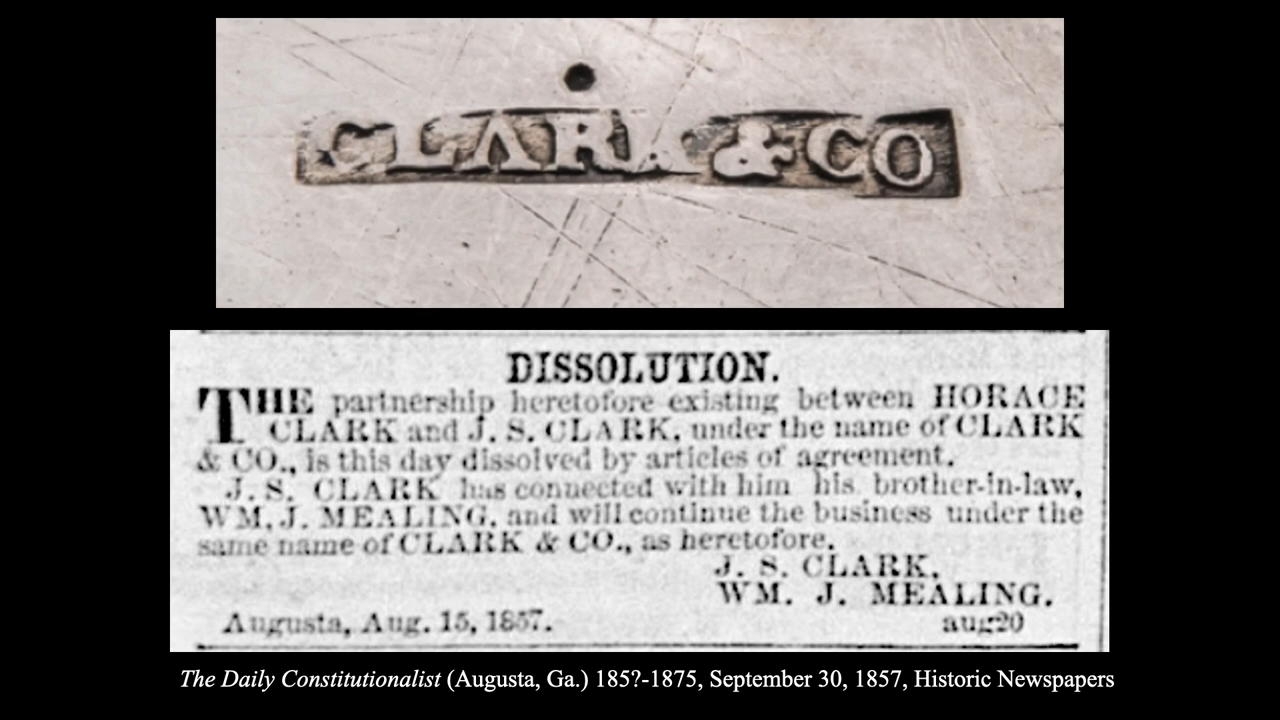 CLARK & CO
DISSOLUTION.
THE partnership heretofore existing between HORACE
CLARK and J. S. CLARK, under the name of CLARK
& CO., is this day dissolved by articles of agreement.
J. S. CLARK has connected with him his brother-in-law,
WM. J. MEALING, and will continue the business under the
same name of CLARK & CO., as heretofore.
J. S. CLARK,
WM. J. MEALING.
Augusta, Aug. 15, 1857. aug20
The Daily Constitutionalist (Augusta, Ga.) 185?-1875, September 30, 1857, Historic Newspapers